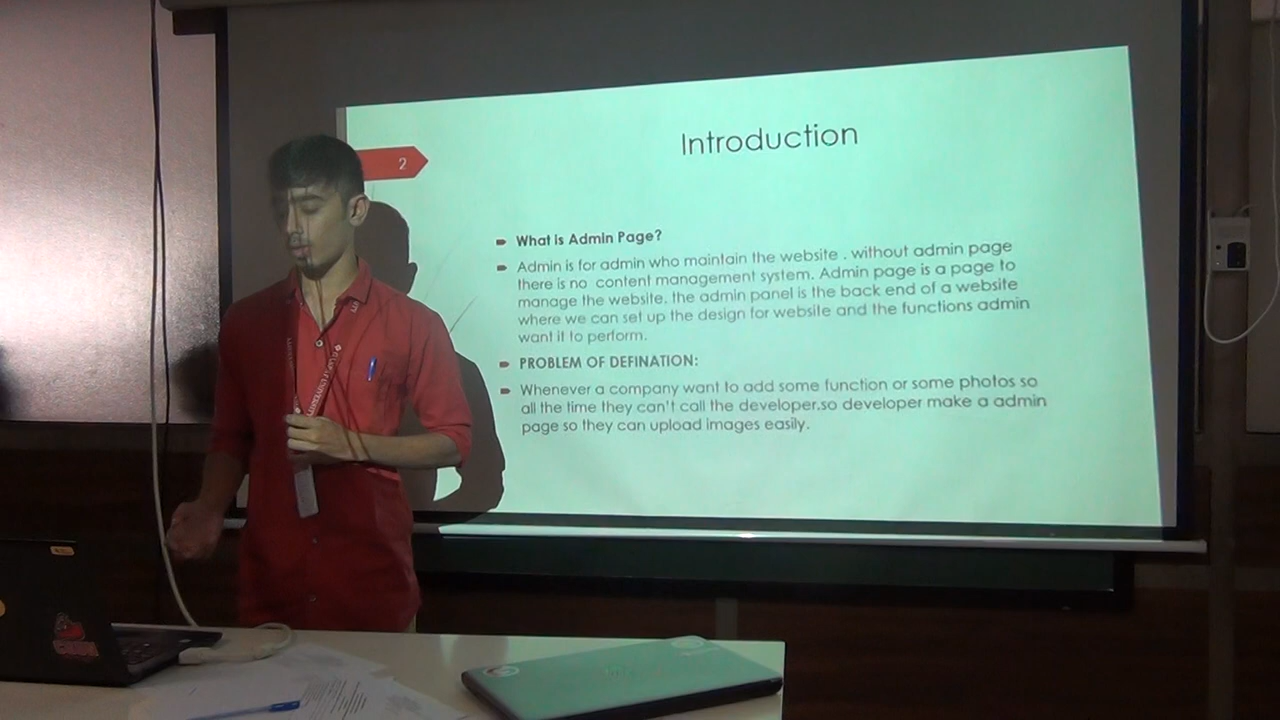 2
Introduction
What is Admin Page?
Admin is for admin who maintain the website . without admin page
there is no content management system. Admin page is a page to
manage the website. the admin panel is the back end of a website
where we can set up the design for website and the functions admin
want it to perform.
PROBLEM OF DEFINATION:
Whenever a company want to add some function or some photos so
all the time they can't call the developer.so developer make a admin
page so they can upload images easily.